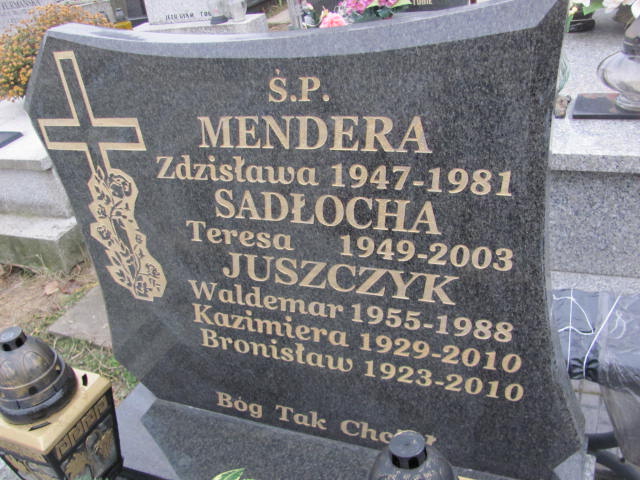 Ś.P.
MENDERA
Zdzisława 1947-1981
SADŁOCHA
Teresa 1949-2003
JUSZCZYK
Waldemar 1955-1988
Kazimiera 1929-2010
Bronisław 1923-2010
Bóg Tak